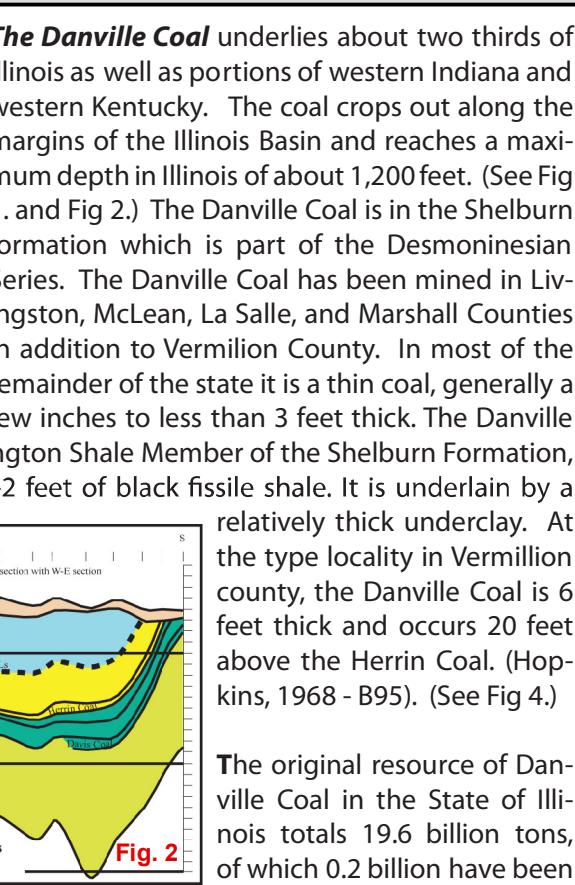 The Danville Coal underlies about two thirds of
llinois as well as portions of western Indiana and
western Kentucky. The coal crops out along the
margins of the Illinois Basin and reaches a maxi-
mum depth in Illinois of about 1,200 feet. (See Fig
. and Fig 2.) The Danville Coal is in the Shelburn
ormation which is part of the Desmoninesian
Series. The Danville Coal has been mined in Liv-
ngston, McLean, La Salle, and Marshall Counties
n addition to Vermilion County. In most of the
remainder of the state it is a thin coal, generally a
ew inches to less than 3 feet thick. The Danville
ngton Shale Member of the Shelburn Formation,
-2 feet of black fissile shale. It is underlain by a
relatively thick underclay. At
the type locality in Vermillion
county, the Danville Coal is 6
feet thick and occurs 20 feet
above the Herrin Coal. (Hop-
kins, 1968 - B95). (See Fig 4.)
The original resource of Dan-
ville Coal in the State of Illi-
nois totals 19.6 billion tons,
of which 0.2 billion have been
S
section with W-E section
Ls
Herrin Coal
Davis Coal
s
Fig. 2